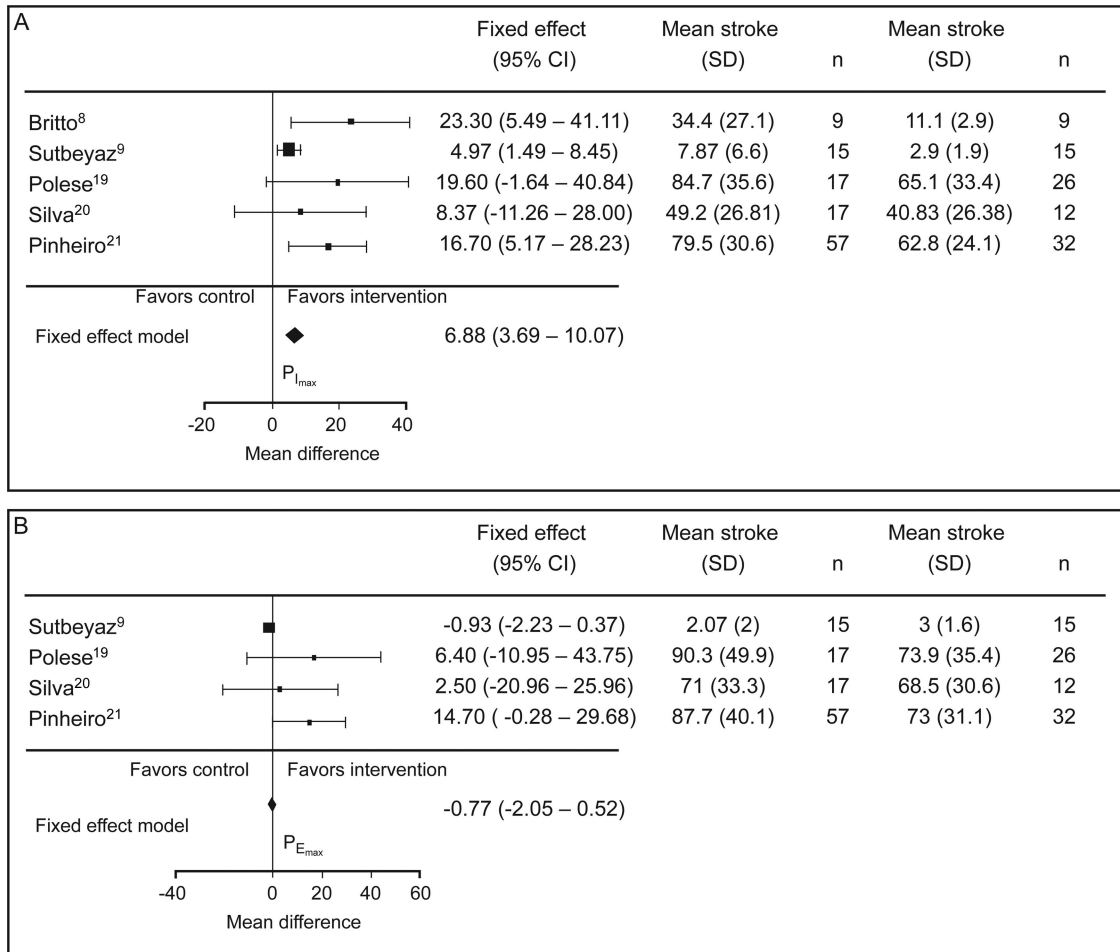 A
Fixed effect Mean stroke Mean stroke
(95% CI) (SD) n (SD) n
Britto8 23.30 (5.49 – 41.11) 34.4 (27.1) 9 11.1 (2.9) 9
Sutbeyaz9 4.97 (1.49 – 8.45) 7.87 (6.6) 15 2.9 (1.9) 15
Polese19 19.60 (-1.64 – 40.84) 84.7 (35.6) 17 65.1 (33.4) 26
Silva20 8.37 (-11.26 – 28.00) 49.2 (26.81) 17 40.83 (26.38) 12
Pinheiro21 16.70 (5.17 – 28.23) 79.5 (30.6) 57 62.8 (24.1) 32
Favors control Favors intervention
Fixed effect model 6.88 (3.69 – 10.07)
PImax
-20 0 20 40
Mean difference
B
Fixed effect Mean stroke Mean stroke
(95% CI) (SD) n (SD) n
Sutbeyaz9 -0.93 (-2.23 – 0.37) 2.07 (2) 15 3 (1.6) 15
Polese19 6.40 (-10.95 – 43.75) 90.3 (49.9) 17 73.9 (35.4) 26
Silva20 2.50 (-20.96 – 25.96) 71 (33.3) 17 68.5 (30.6) 12
Pinheiro21 14.70 ( -0.28 – 29.68) 87.7 (40.1) 57 73 (31.1) 32
Favors control Favors intervention
Fixed effect model -0.77 (-2.05 – 0.52)
PEmax
-40 0 20 40 60
Mean difference